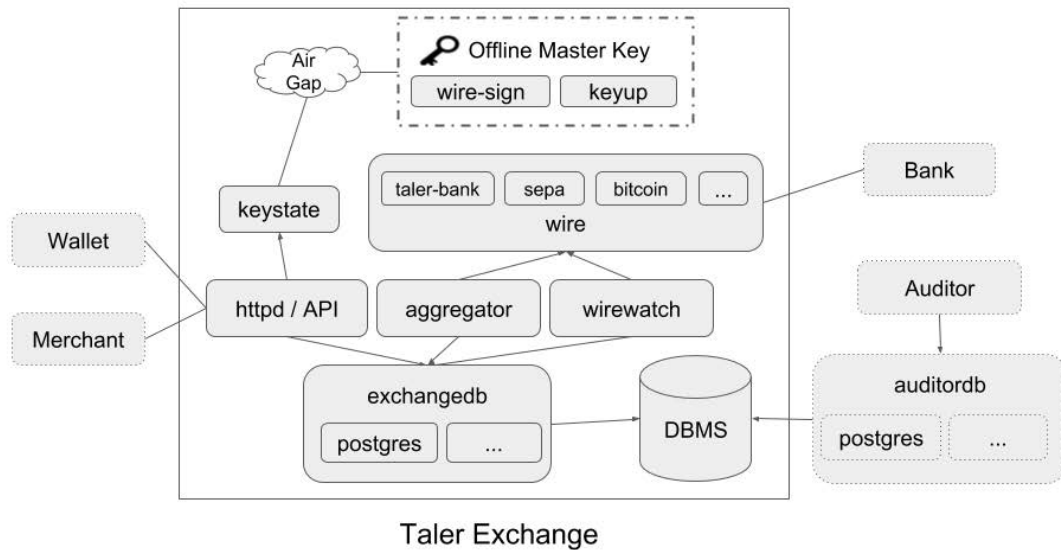 Air
Gap
Offline Master Key
wire-sign
keyup
taler-bank
sepa
bitcoin
...
wire
Bank
keystate
Wallet
Merchant
httpd / API
aggregator
wirewatch
Auditor
exchangedb
postgres
...
DBMS
auditordb
postgres
...
Taler Exchange